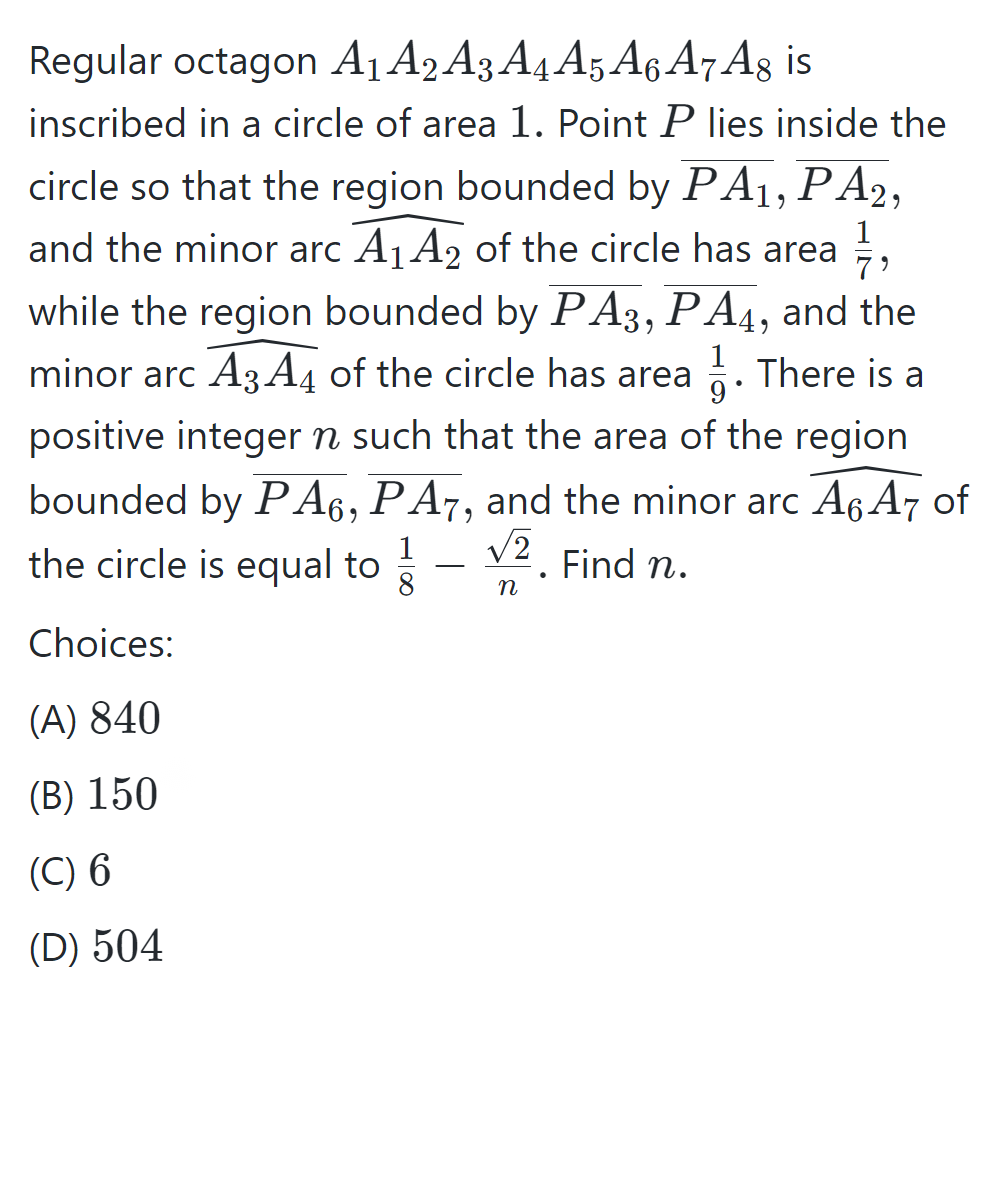 Regular octagon $A_1A_2A_3A_4A_5A_6A_7A_8$ is
inscribed in a circle of area $1$. Point $P$ lies inside the
circle so that the region bounded by $\overline{PA_1}, \overline{PA_2}$,
and the minor arc $\widehat{A_1A_2}$ of the circle has area $\frac{1}{7}$,
while the region bounded by $\overline{PA_3}, \overline{PA_4}$, and the
minor arc $\widehat{A_3A_4}$ of the circle has area $\frac{1}{9}$. There is a
positive integer $n$ such that the area of the region
bounded by $\overline{PA_6}, \overline{PA_7}$, and the minor arc $\widehat{A_6A_7}$ of
the circle is equal to $\frac{1}{8} - \frac{\sqrt{2}}{n}$. Find $n$.
Choices:
(A) $840$
(B) $150$
(C) $6$
(D) $504$